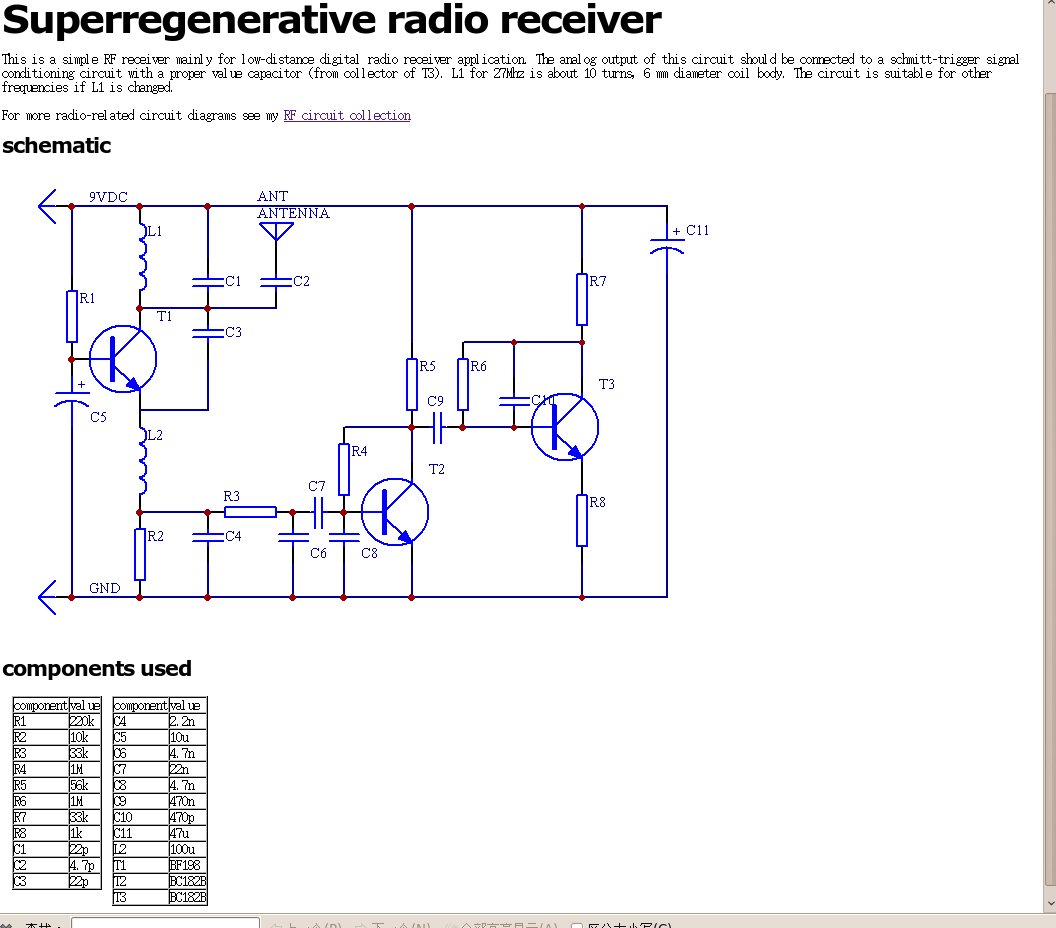 Superregenerative radio receiver
This is a simple RF receiver mainly for low-distance digital radio receiver application. The analog output of this circuit should be connected to a schmitt-trigger signal
conditioning circuit with a proper value capacitor (from collector of T3). L1 for 27Mhz is about 10 turns, 6 mm diameter coil body. The circuit is suitable for other
frequencies if L1 is changed.
For more radio-related circuit diagrams see my RF circuit collection
schematic
9VDC
ANT
ANTENNA
L1
+ C11
C1
C2
R7
R1
T1
C3
R5
R6
T3
+
C9
C10
C5
L2
R4
T2
C7
R3
R8
R2
C4
C6
C8
GND
components used
component value
R1 220k
R2 10k
R3 33k
R4 1M
R5 56k
R6 1M
R7 33k
R8 1k
C1 22p
C2 4.7p
C3 22p
component value
C4 2.2n
C5 10u
C6 4.7n
C7 22n
C8 4.7n
C9 470n
C10 470p
C11 47u
L2 100u
T1 BF198
T2 BC182B
T3 BC182B